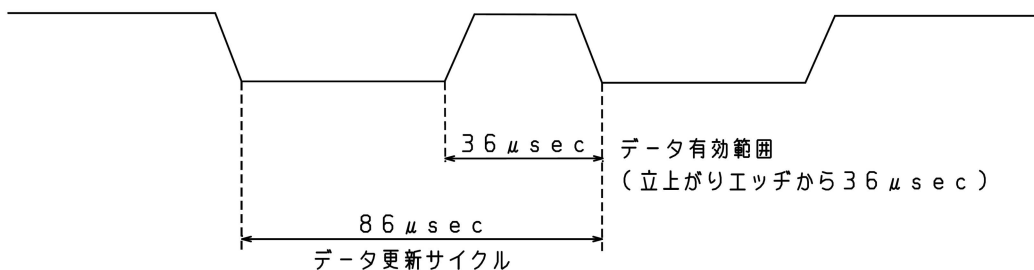 36μsec
データ有効範囲
(立上がりエッヂから36μsec)
86μsec
データ更新サイクル